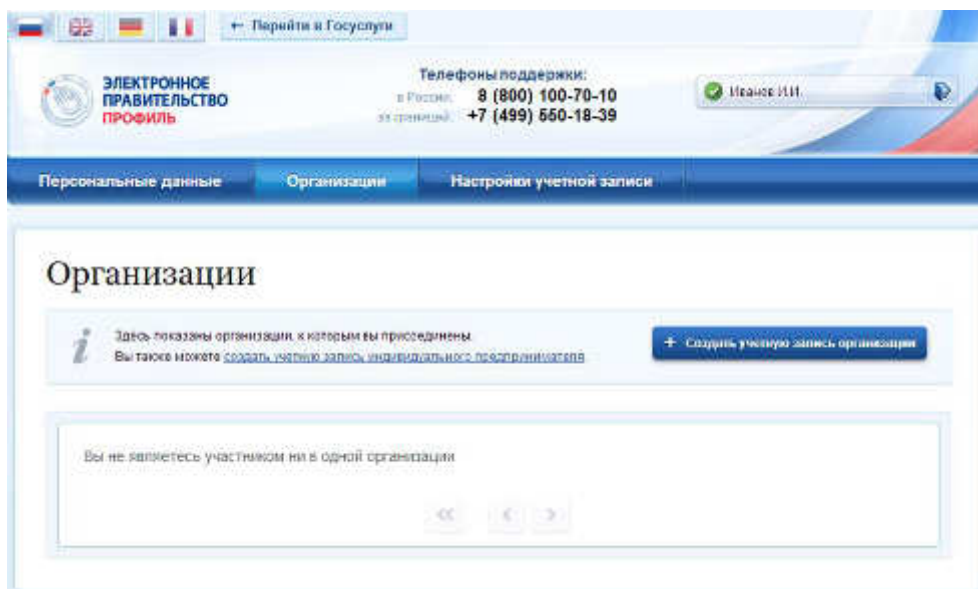 ← Перейти в Госуслуги
ЭЛЕКТРОННОЕ
ПРАВИТЕЛЬСТВО
ПРОФИЛЬ
Телефоны поддержки:
в России: 8 (800) 100-70-10
за границей: +7 (499) 550-18-39
Иванов И.И.
Персональные данные
Организации
Настройки учетной записи
Организации
Здесь показаны организации, к которым вы присоединены.
Вы также можете создать учетную запись индивидуального предпринимателя
+ Создать учетную запись организации
Вы не являетесь участником ни в одной организации